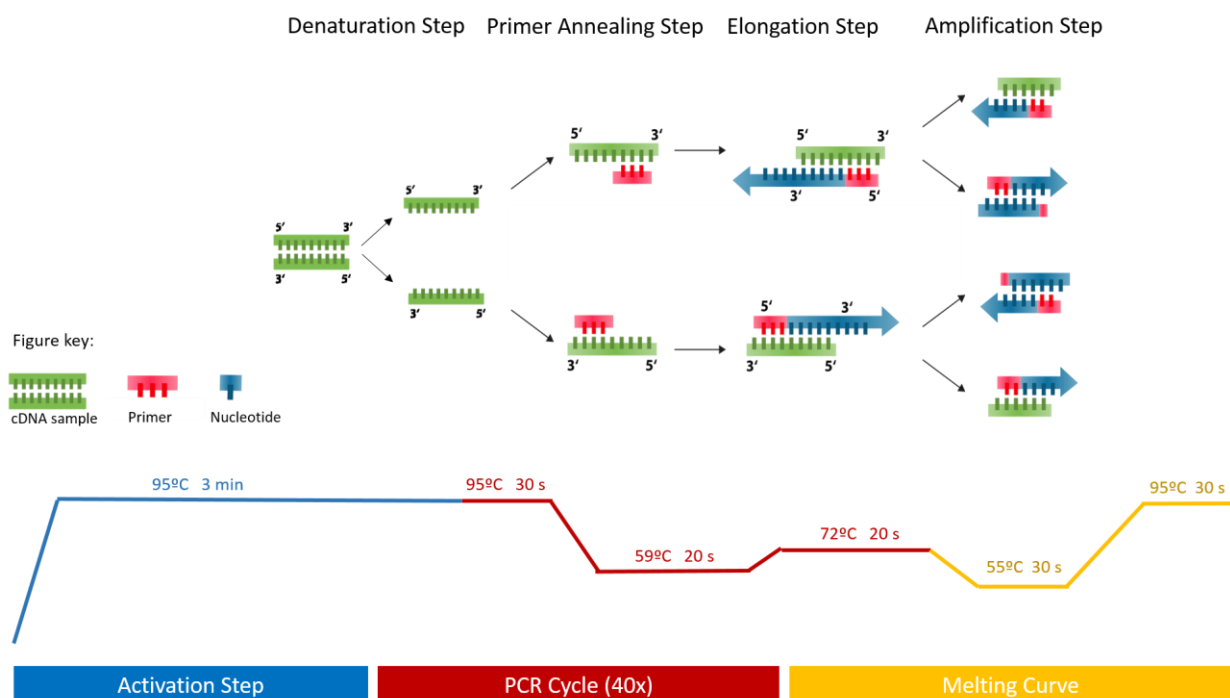 Denaturation Step
Primer Annealing Step
Elongation Step
Amplification Step
5‘ 3‘
5‘ 3‘
5‘ 3‘
3‘ 5‘
5‘ 3‘
5‘ 3‘
3‘ 5‘
3‘ 5‘
5‘ 3‘
3‘ 5‘
3‘ 5‘
Figure key:
cDNA sample
Primer
Nucleotide
95ºC 3 min
95ºC 30 s
59ºC 20 s
72ºC 20 s
55ºC 30 s
95ºC 30 s
Activation Step
PCR Cycle (40x)
Melting Curve